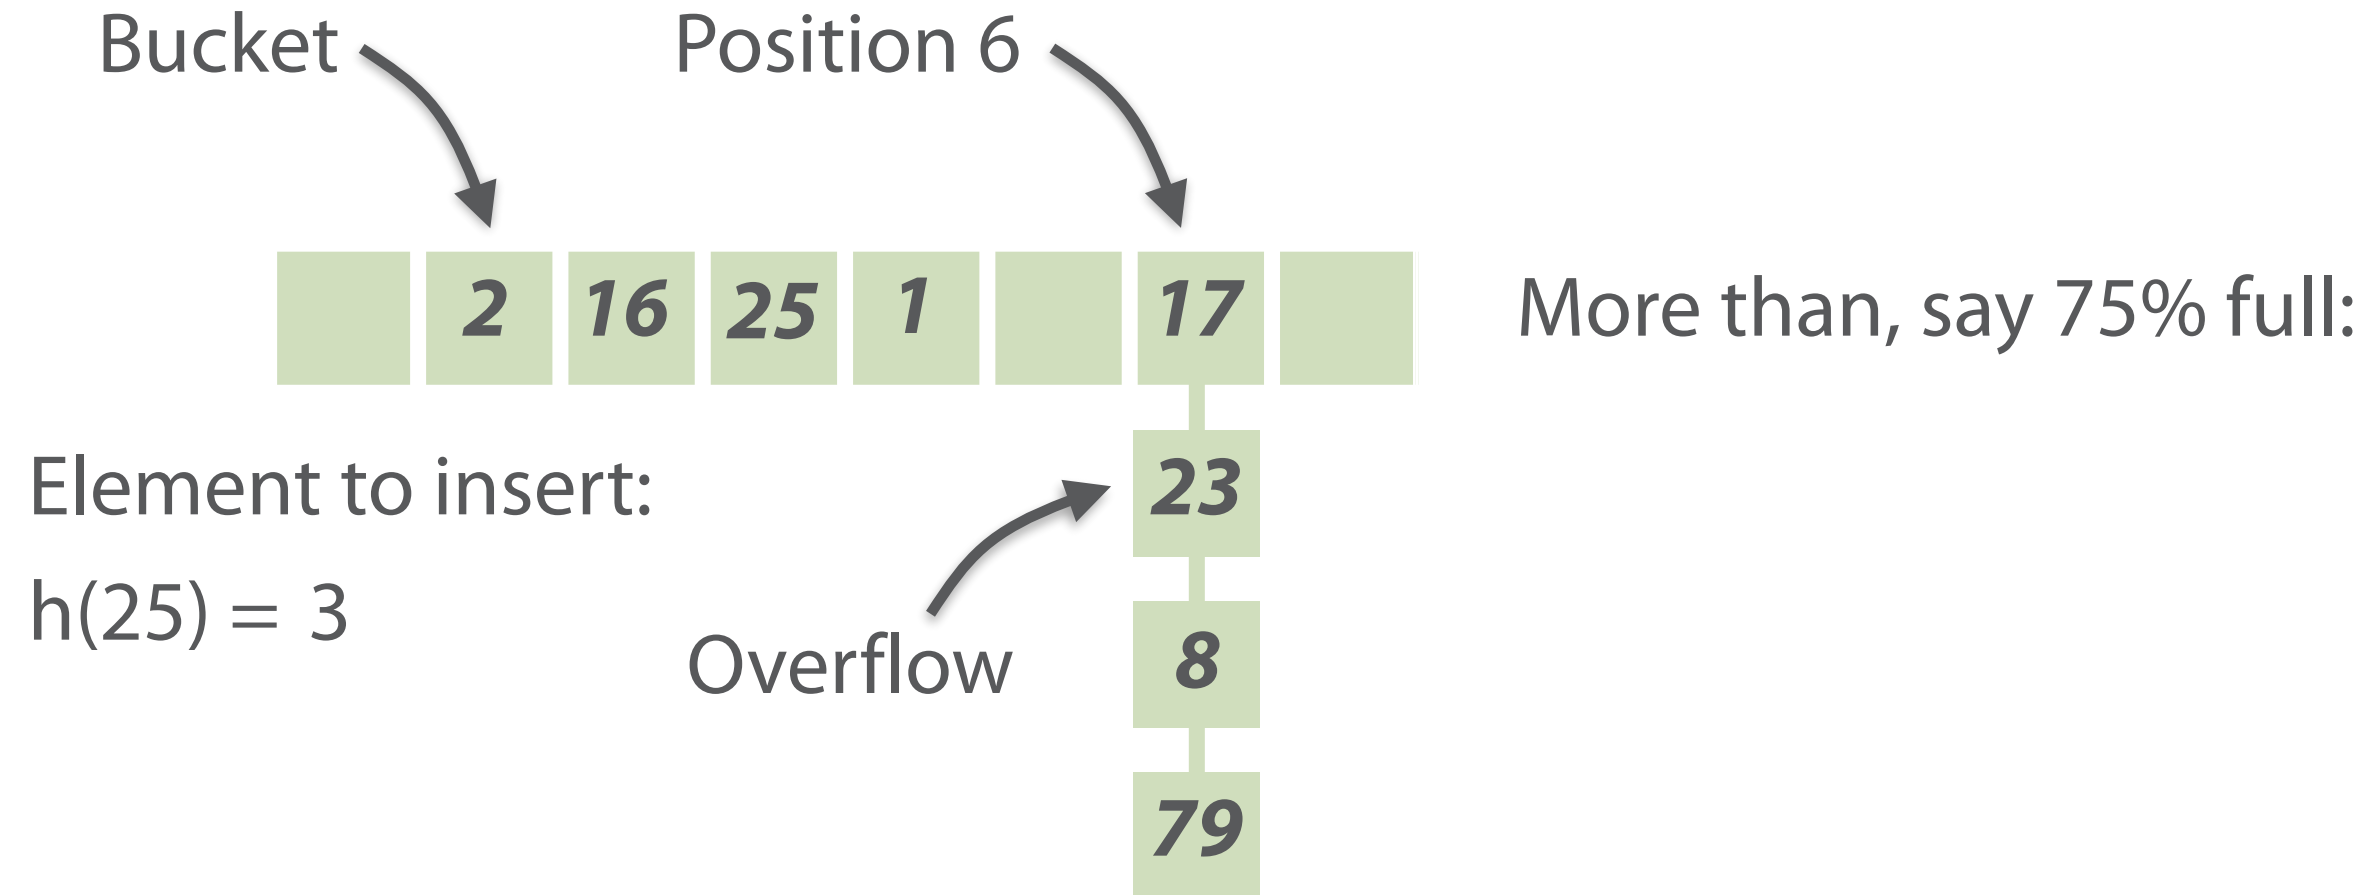 Bucket
Position 6
2 16 25 1 17
More than, say 75% full:
Element to insert:
23
h(25) = 3
Overflow
8
79